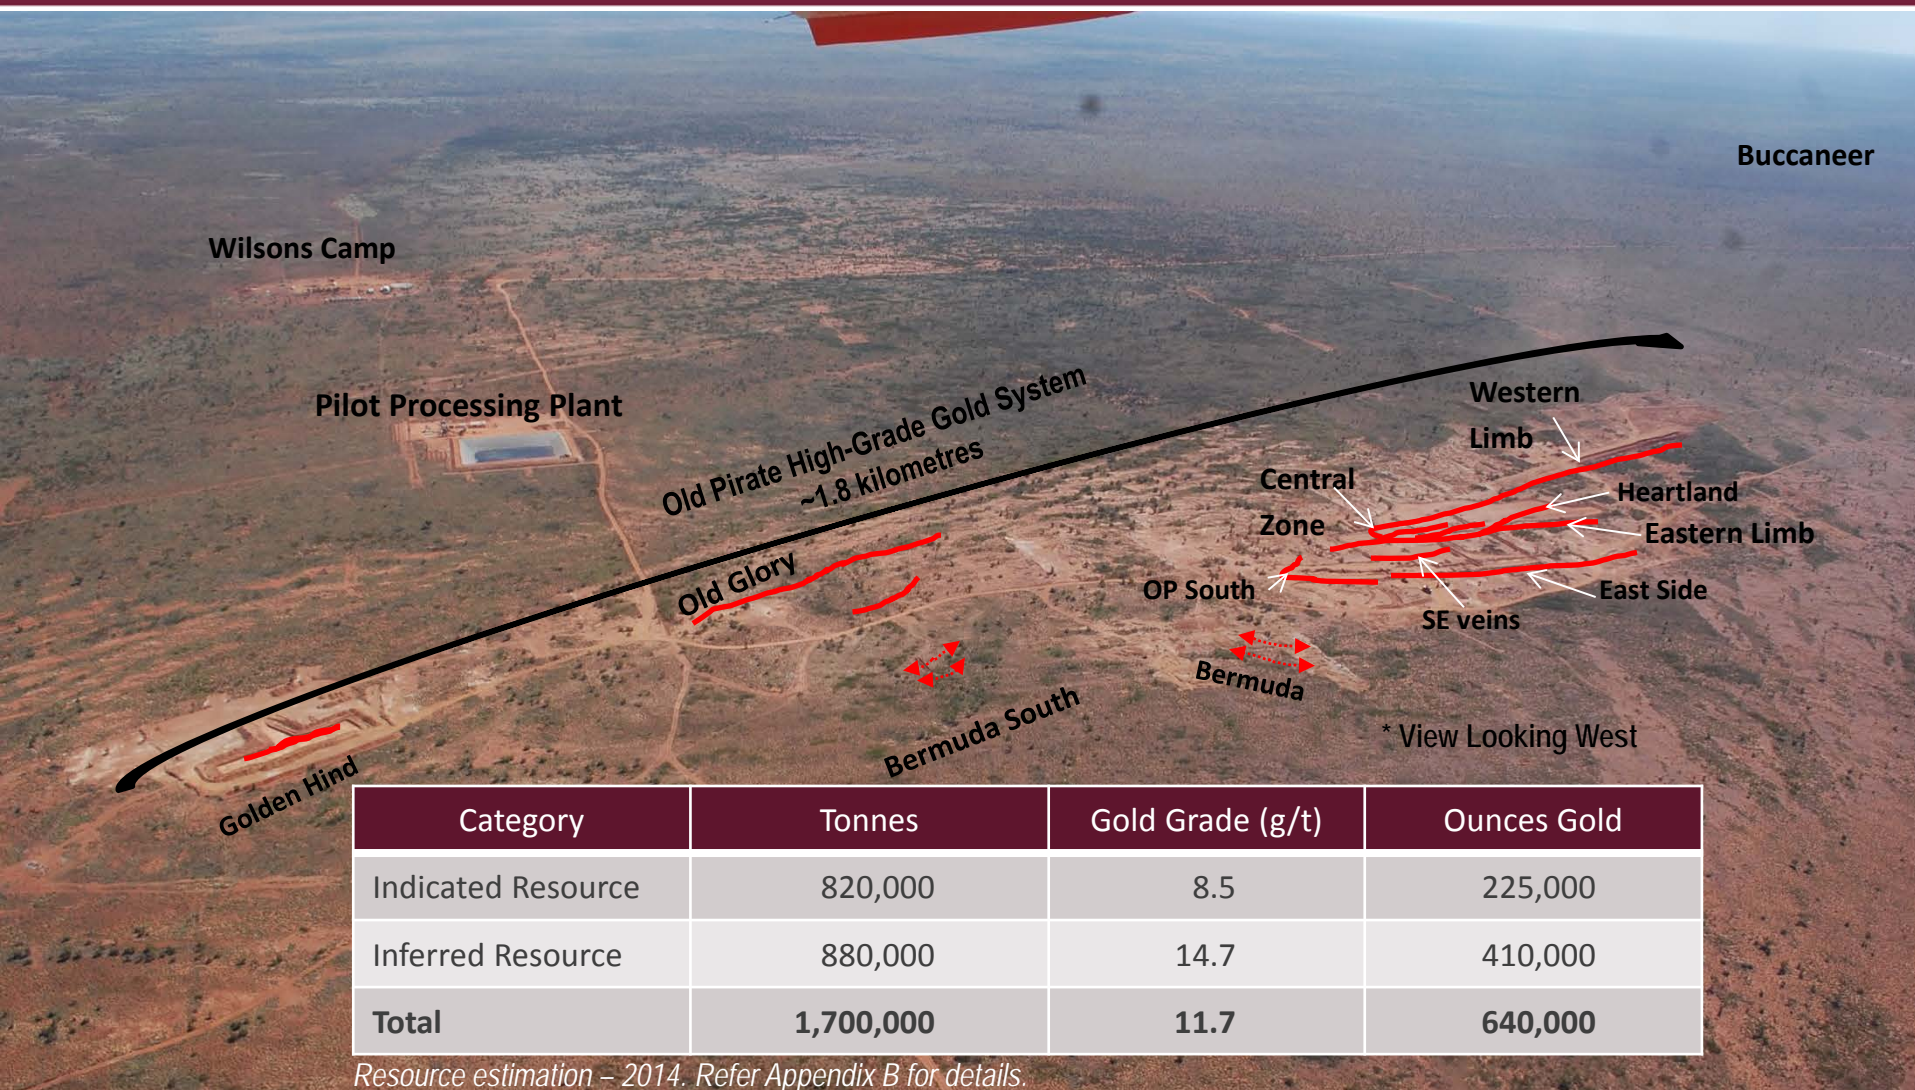 Buccaneer
Wilsons Camp
Pilot Processing Plant
Old Pirate High-Grade Gold System
~1.8 kilometres
Western
Limb
Central
Zone
Heartland
Eastern Limb
OP South
East Side
SE veins
Old Glory
Bermuda
Bermuda South
* View Looking West
Golden Hind
Category Tonnes Gold Grade (g/t) Ounces Gold
Indicated Resource 820,000 8.5 225,000
Inferred Resource 880,000 14.7 410,000
Total 1,700,000 11.7 640,000
Resource estimation – 2014. Refer Appendix B for details.